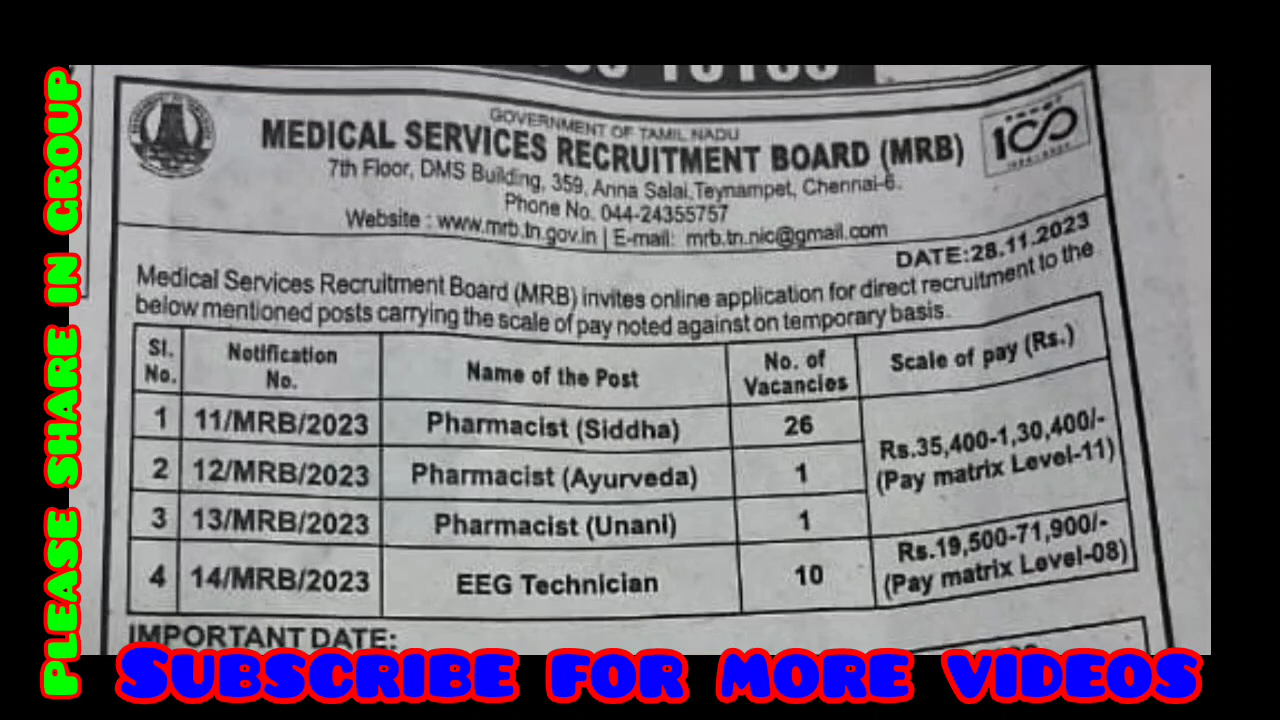 PLEASE SHARE IN GROUP
GOVERNMENT OF TAMIL NADU
MEDICAL SERVICES RECRUITMENT BOARD (MRB)
7th Floor, DMS Building, 359, Anna Salai,Teynampet, Chennai-6.
Phone No. 044-24355757
Website : www.mrb.tn.gov.in | E-mail: mrb.tn.nic@gmail.com
DATE:28.11.2023
Medical Services Recruitment Board (MRB) invites online application for direct recruitment to the
below mentioned posts carrying the scale of pay noted against on temporary basis.
Sl. No. Notification No. Name of the Post No. of Vacancies Scale of pay (Rs.)
1 11/MRB/2023 Pharmacist (Siddha) 26
Rs.35,400-1,30,400/-
(Pay matrix Level-11)
2 12/MRB/2023 Pharmacist (Ayurveda) 1
3 13/MRB/2023 Pharmacist (Unani) 1
4 14/MRB/2023 EEG Technician 10
Rs.19,500-71,900/-
(Pay matrix Level-08)
IMPORTANT DATE:
SUBSCRIBE FOR MORE VIDEOS